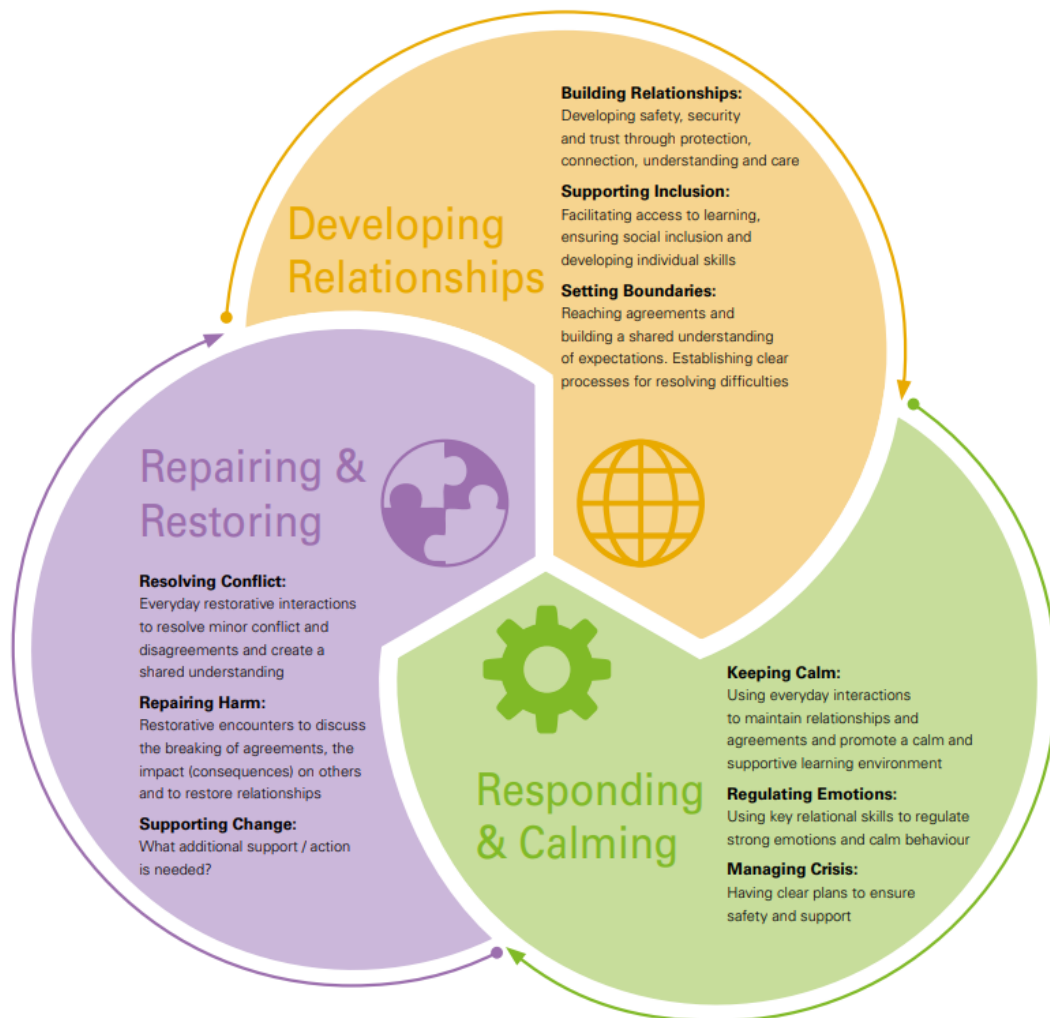 Developing
Relationships
Building Relationships:
Developing safety, security
and trust through protection,
connection, understanding and care
Supporting Inclusion:
Facilitating access to learning,
ensuring social inclusion and
developing individual skills
Setting Boundaries:
Reaching agreements and
building a shared understanding
of expectations. Establishing clear
processes for resolving difficulties
Responding
& Calming
Keeping Calm:
Using everyday interactions
to maintain relationships and
agreements and promote a calm and
supportive learning environment
Regulating Emotions:
Using key relational skills to regulate
strong emotions and calm behaviour
Managing Crisis:
Having clear plans to ensure
safety and support
Repairing &
Restoring
Resolving Conflict:
Everyday restorative interactions
to resolve minor conflict and
disagreements and create a
shared understanding
Repairing Harm:
Restorative encounters to discuss
the breaking of agreements, the
impact (consequences) on others
and to restore relationships
Supporting Change:
What additional support / action
is needed?